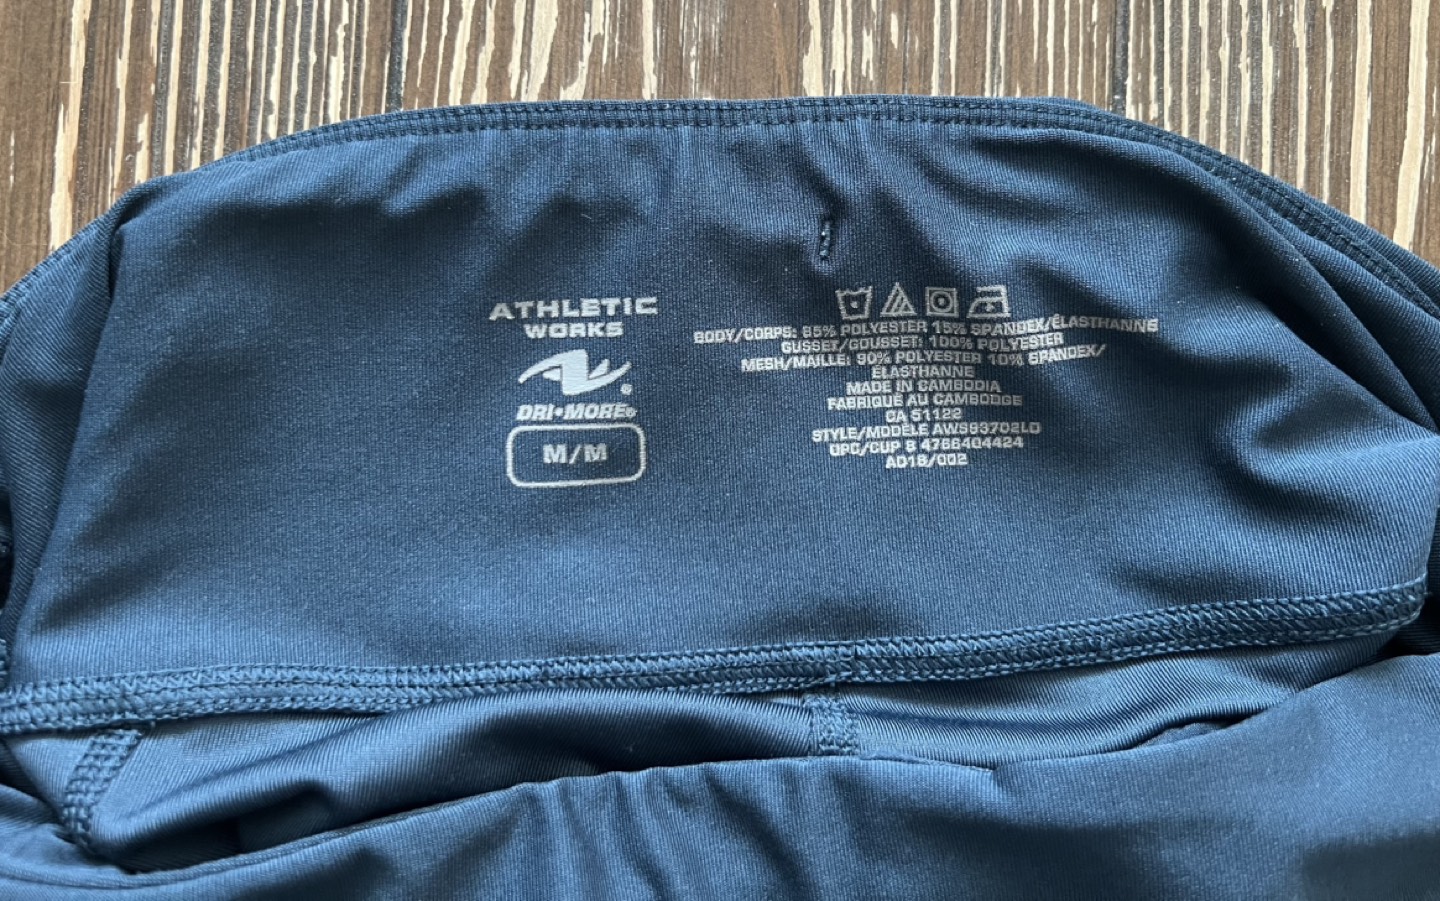 ATHLETIC
WORKS
DRI•MORE®
M/M
BODY/CORPS: 85% POLYESTER 15% SPANDEX/ÉLASTHANNE
GUSSET/GOUSSET: 100% POLYESTER
MESH/MAILLE: 90% POLYESTER 10% SPANDEX/
ÉLASTHANNE
MADE IN CAMBODIA
FABRIQUÉ AU CAMBODGE
CA 51122
STYLE/MODÈLE AWS93702LD
UPC/CUP 8 4766404424
AD18/002